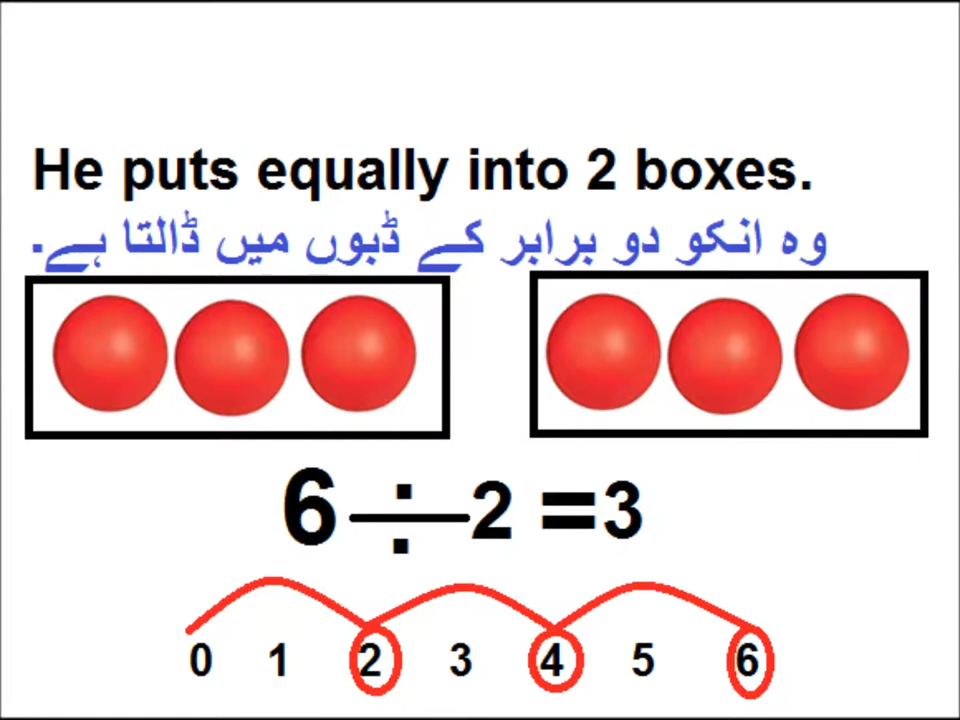 He puts equally into 2 boxes.
وہ انکو دو برابر کے ڈبوں میں ڈالتا ہے۔
6 ÷ 2 = 3
0 1 2 3 4 5 6